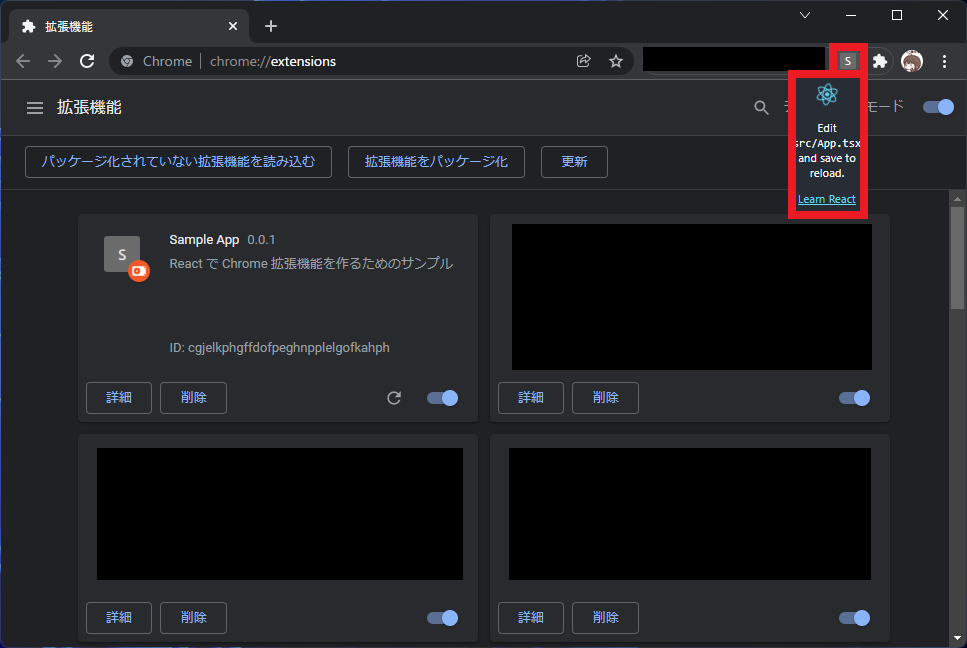 拡張機能
Chrome
chrome://extensions
S
拡張機能
モード
Edit
src/App.tsx
and save to
reload.
Learn React
パッケージ化されていない拡張機能を読み込む
拡張機能をパッケージ化
更新
S
Sample App 0.0.1
React で Chrome 拡張機能を作るためのサンプル
ID: cgjelkphgffdofpeghnpplelgofkahph
詳細
削除
詳細
削除
詳細
削除
詳細
削除